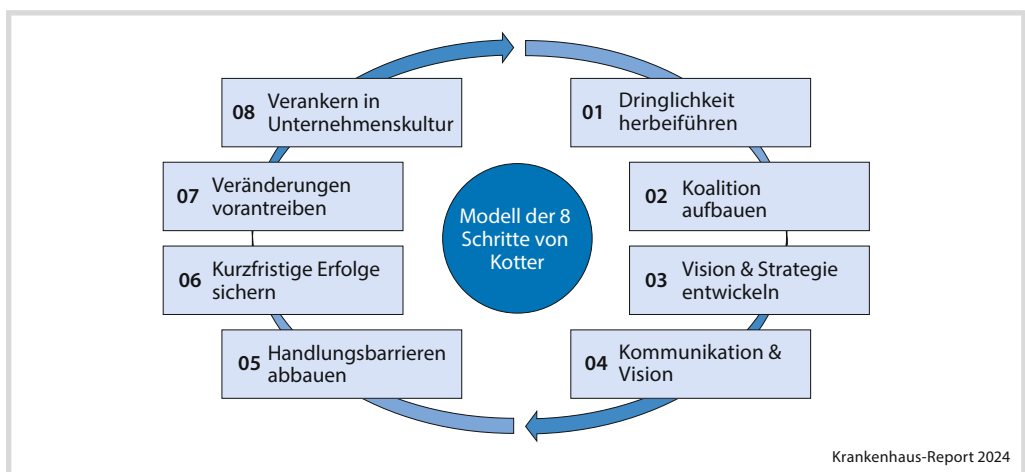 01 Dringlichkeit
herbeiführen
02 Koalition
aufbauen
03 Vision & Strategie
entwickeln
04 Kommunikation &
Vision
05 Handlungsbarrieren
abbauen
06 Kurzfristige Erfolge
sichern
07 Veränderungen
vorantreiben
08 Verankern in
Unternehmenskultur
Modell der 8
Schritte von
Kotter
Krankenhaus-Report 2024